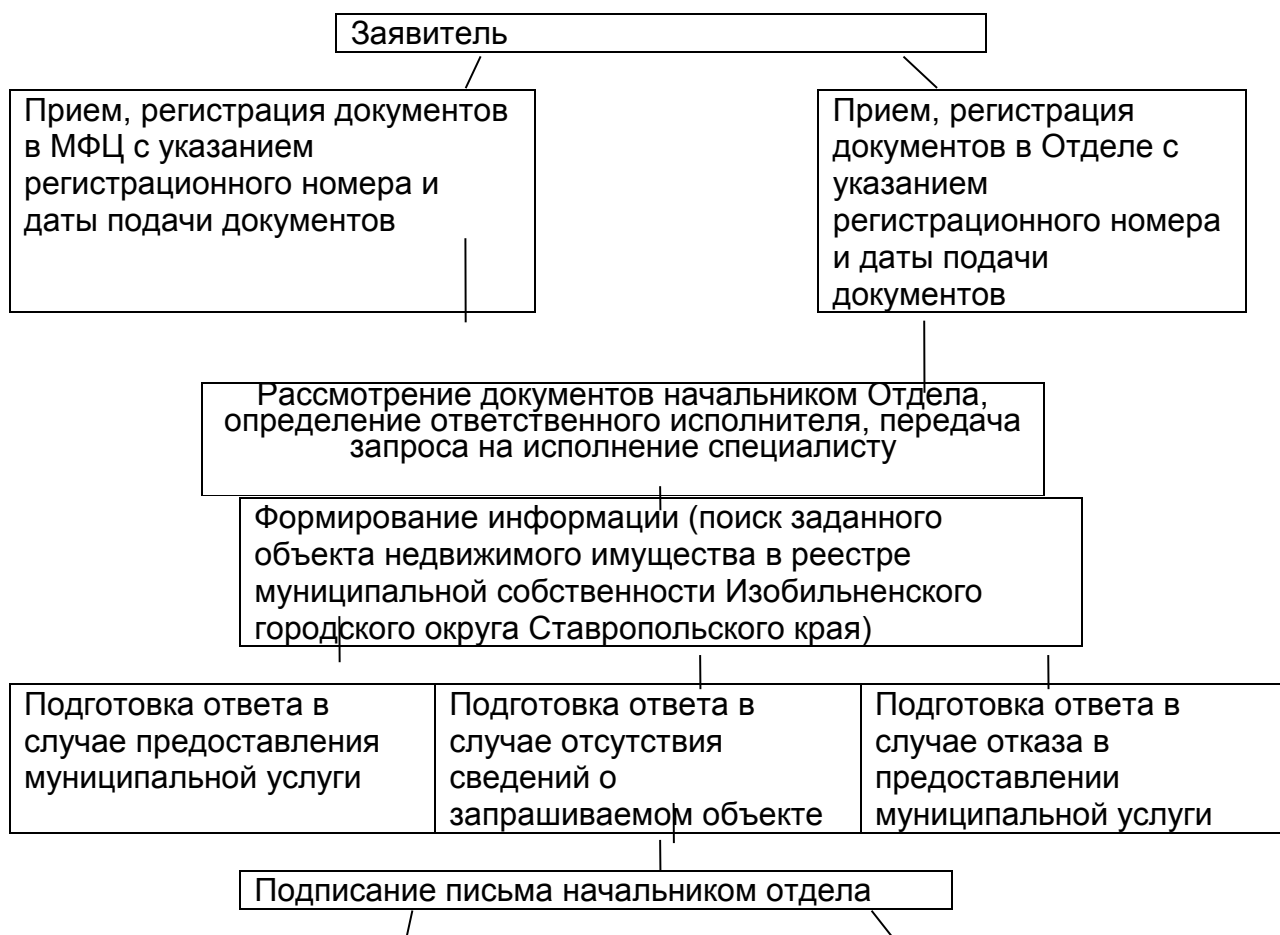 Заявитель
Прием, регистрация документов
в МФЦ с указанием
регистрационного номера и
даты подачи документов
Прием, регистрация
документов в Отделе с
указанием
регистрационного номера
и даты подачи
документов
Рассмотрение документов начальником Отдела,
определение ответственного исполнителя, передача
запроса на исполнение специалисту
Формирование информации (поиск заданного
объекта недвижимого имущества в реестре
муниципальной собственности Изобильненского
городского округа Ставропольского края)
Подготовка ответа в
случае предоставления
муниципальной услуги
Подготовка ответа в
случае отсутствия
сведений о
запрашиваемом объекте
Подготовка ответа в
случае отказа в
предоставлении
муниципальной услуги
Подписание письма начальником отдела